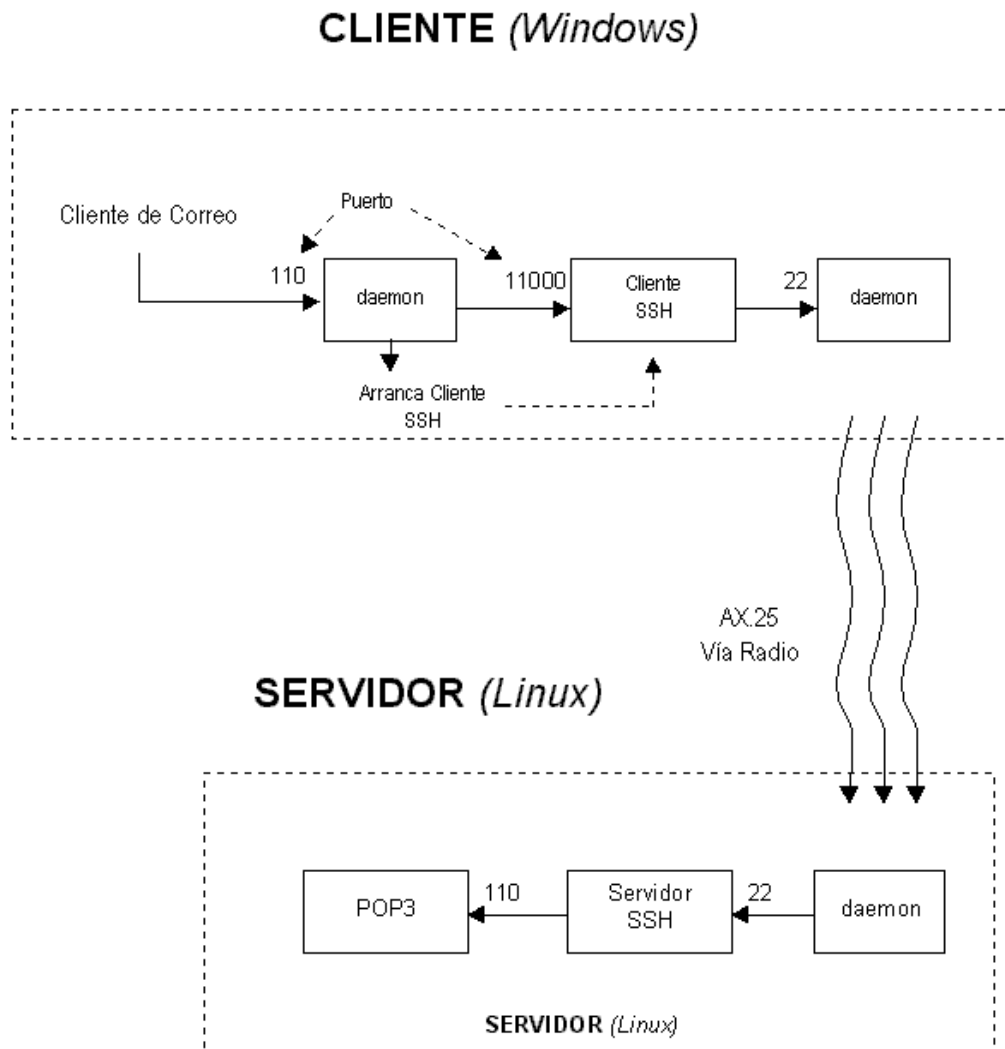 CLIENTE (Windows)
Puerto
Cliente de Correo
110
daemon
11000
Cliente
SSH
22
daemon
Arranca Cliente
SSH
AX.25
Vía Radio
SERVIDOR (Linux)
POP3
110
Servidor
SSH
22
daemon
SERVIDOR (Linux)